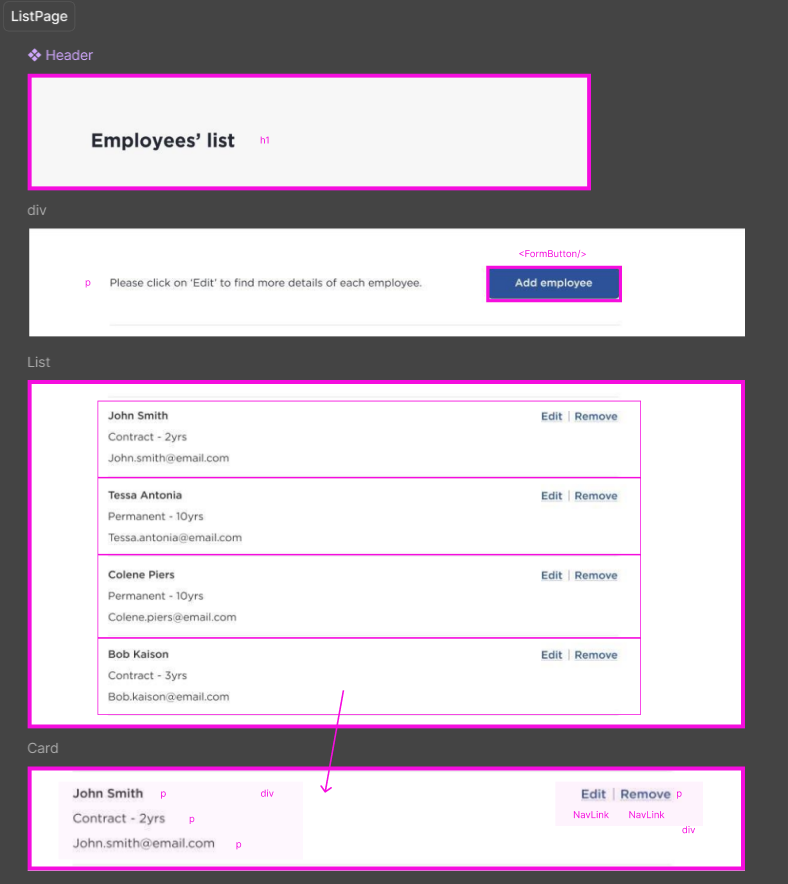 ListPage
Header
Employees’ list h1
div
<FormButton/>
p Please click on ‘Edit’ to find more details of each employee. Add employee
List
John Smith Edit | Remove
Contract - 2yrs
John.smith@email.com
Tessa Antonia Edit | Remove
Permanent - 10yrs
Tessa.antonia@email.com
Colene Piers Edit | Remove
Permanent - 10yrs
Colene.piers@email.com
Bob Kaison Edit | Remove
Contract - 3yrs
Bob.kaison@email.com
Card
John Smith p div Edit | Remove p
Contract - 2yrs p NavLink NavLink
div
John.smith@email.com p